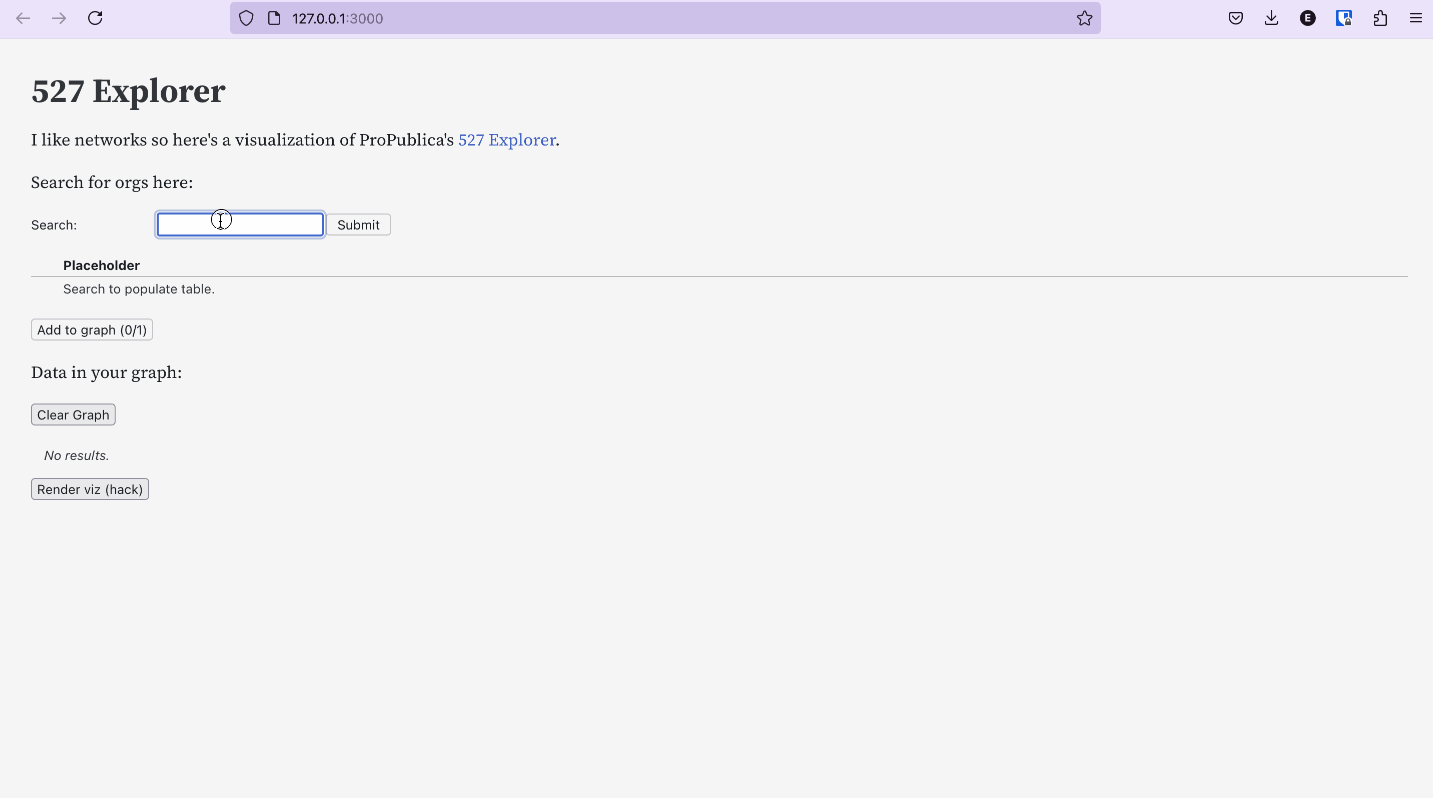 127.0.0.1:3000
E
527 Explorer
I like networks so here's a visualization of ProPublica's 527 Explorer.
Search for orgs here:
Search: Submit
Placeholder
Search to populate table.
Add to graph (0/1)
Data in your graph:
Clear Graph
No results.
Render viz (hack)